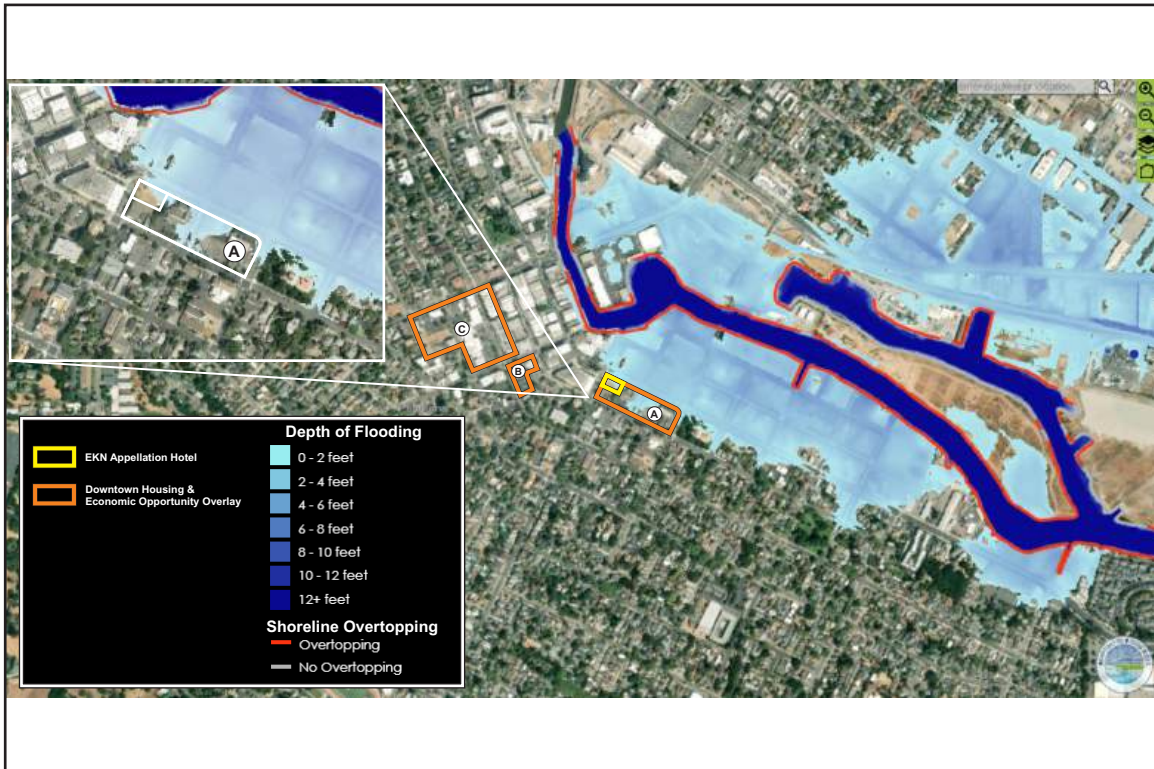 A
C
B
A
EKN Appellation Hotel
Downtown Housing &
Economic Opportunity Overlay
Depth of Flooding
0 - 2 feet
2 - 4 feet
4 - 6 feet
6 - 8 feet
8 - 10 feet
10 - 12 feet
12+ feet
Shoreline Overtopping
Overtopping
No Overtopping